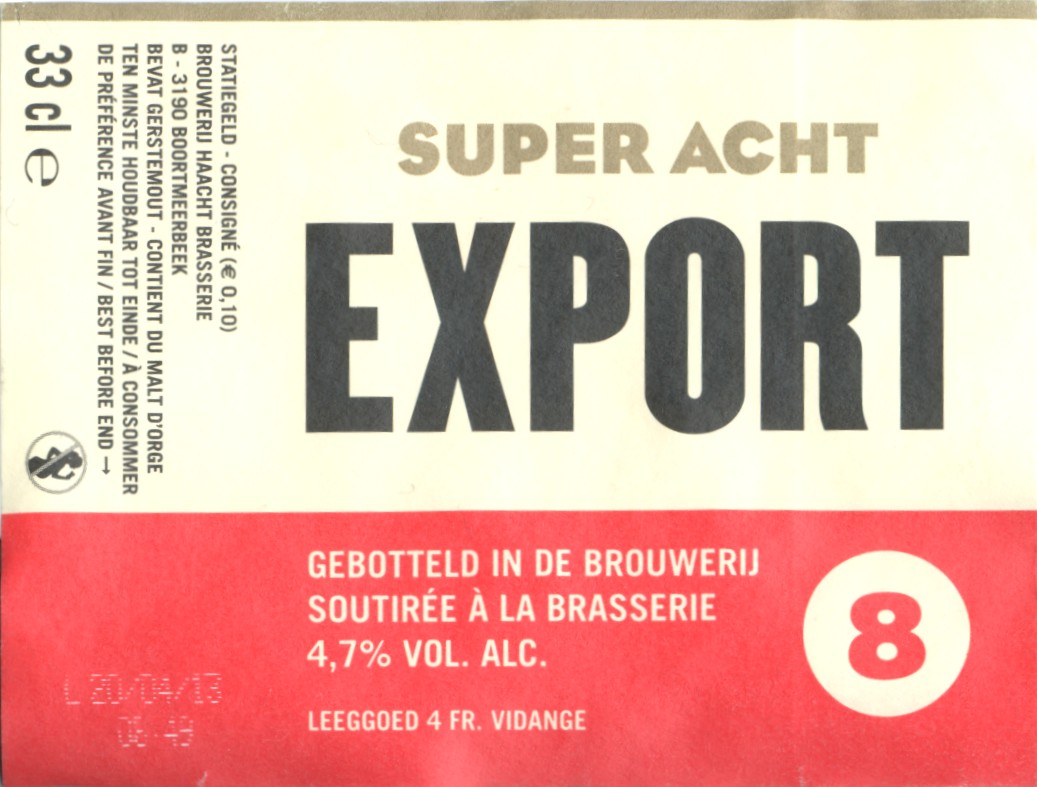 SUPER ACHT
EXPORT
GEBOTTELD IN DE BROUWERIJ
SOUTIRÉE À LA BRASSERIE
4,7% VOL. ALC.
LEEGGOED 4 FR. VIDANGE
8
STATIEGELD - CONSIGNÉ (€ 0,10)
BROUWERIJ HAACHT BRASSERIE
B - 3190 BOORTMEERBEEK
BEVAT GERSTEMOUT - CONTIENT DU MALT D'ORGE
TEN MINSTE HOUDBAAR TOT EINDE / À CONSOMMER
DE PRÉFÉRENCE AVANT FIN / BEST BEFORE END →
33 cl e